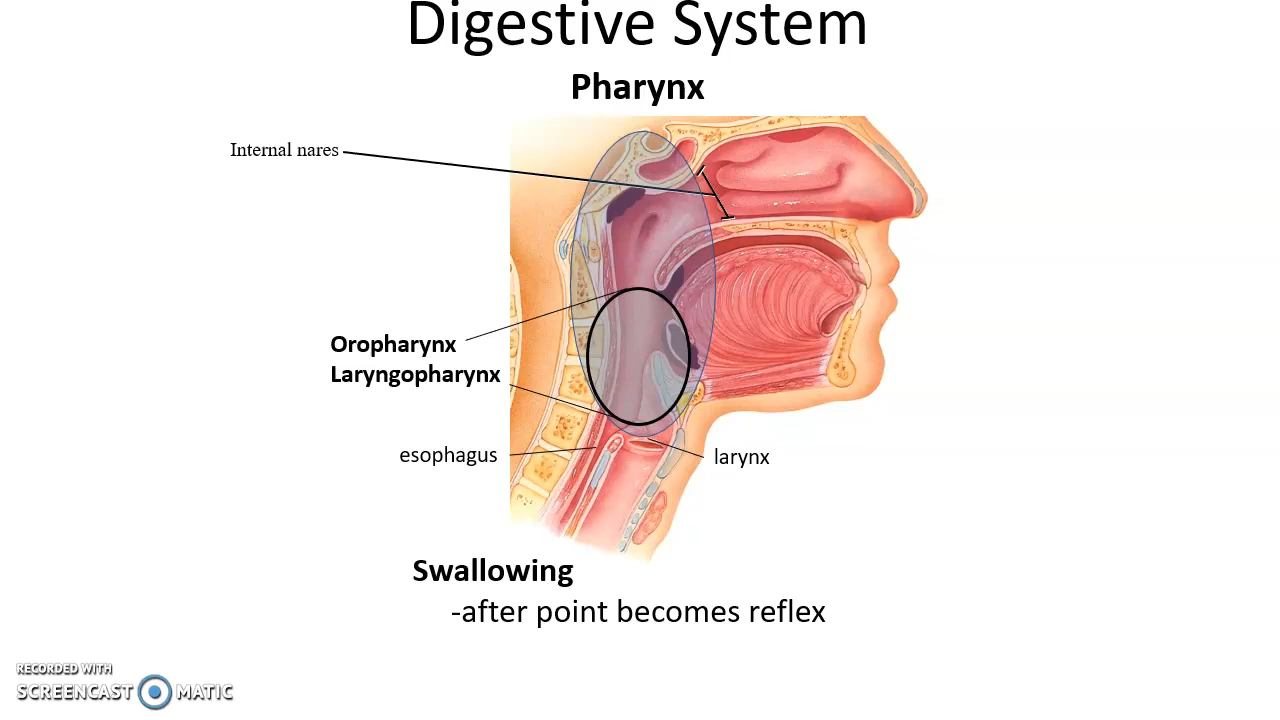 Digestive System
Pharynx
Internal nares
Oropharynx
Laryngopharynx
esophagus
larynx
Swallowing
-after point becomes reflex
RECORDED WITH
SCREENCAST MATIC